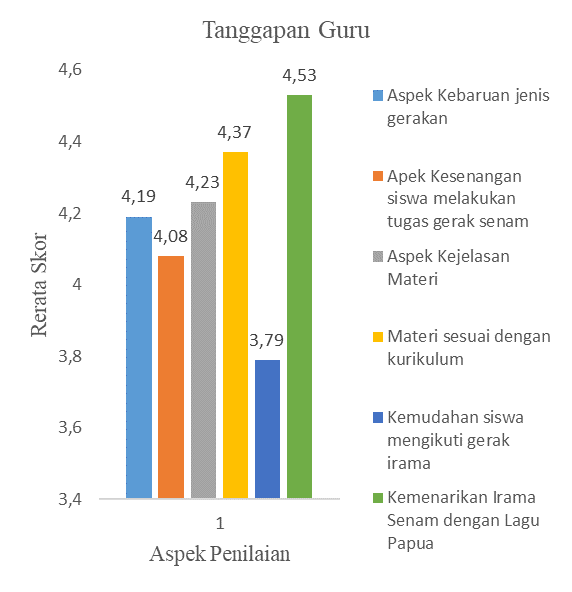 Tanggapan Guru
4,6
4,4
4,2
4
3,8
3,6
3,4
Rerata Skor
4,19
4,08
4,23
4,37
3,79
4,53
1
Aspek Penilaian
Aspek Kebaruan jenis
gerakan
Apek Kesenangan
siswa melakukan
tugas gerak senam
Aspek Kejelasan
Materi
Materi sesuai dengan
kurikulum
Kemudahan siswa
mengikuti gerak
irama
Kemenarikan Irama
Senam dengan Lagu
Papua